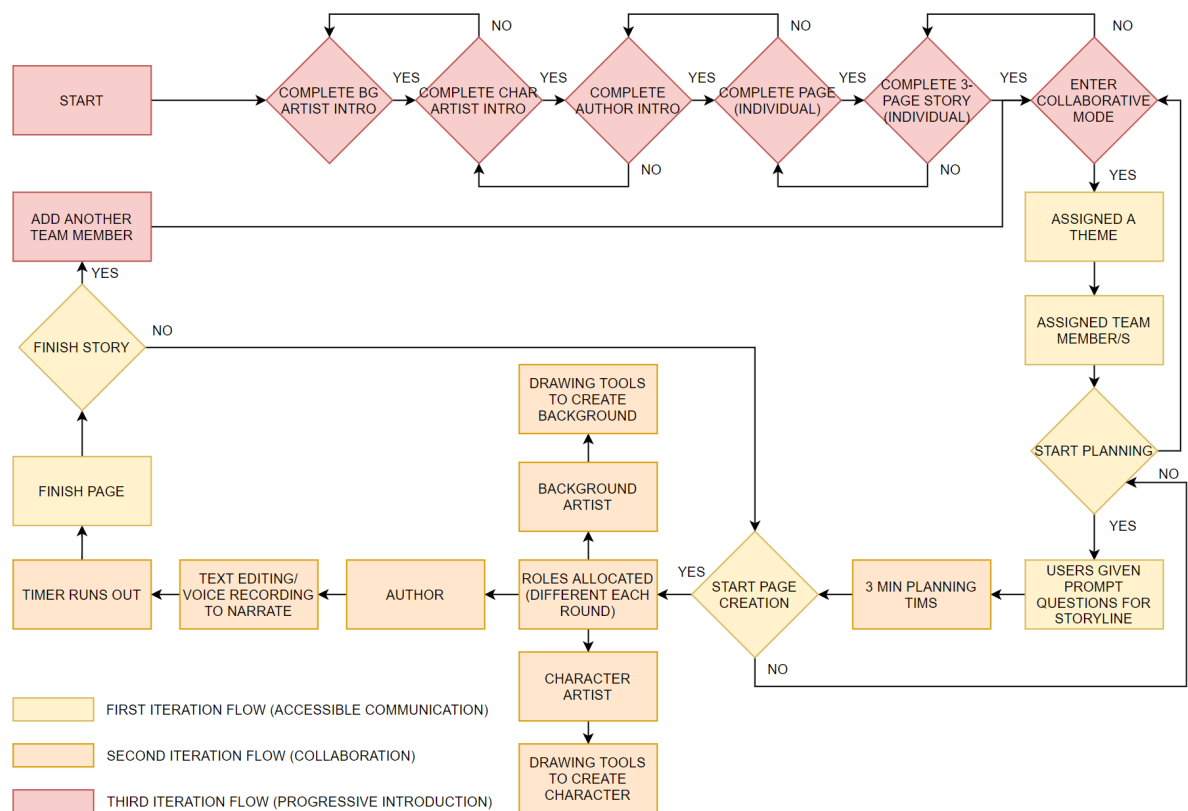 NO
NO
NO
YES
YES
YES
YES
YES
START
COMPLETE BG
ARTIST INTRO
COMPLETE CHAR
ARTIST INTRO
COMPLETE
AUTHOR INTRO
COMPLETE PAGE
(INDIVIDUAL)
COMPLETE 3-
PAGE STORY
(INDIVIDUAL)
ENTER
COLLABORATIVE
MODE
NO
NO
YES
ADD ANOTHER
TEAM MEMBER
ASSIGNED A
THEME
YES
NO
FINISH STORY
ASSIGNED TEAM
MEMBER/S
DRAWING TOOLS
TO CREATE
BACKGROUND
START PLANNING
NO
FINISH PAGE
BACKGROUND
ARTIST
YES
TIMER RUNS OUT
TEXT EDITING/
VOICE RECORDING
TO NARRATE
AUTHOR
ROLES ALLOCATED
(DIFFERENT EACH
ROUND)
YES
START PAGE
CREATION
3 MIN PLANNING
TIMS
USERS GIVEN
PROMPT
QUESTIONS FOR
STORYLINE
NO
CHARACTER
ARTIST
FIRST ITERATION FLOW (ACCESSIBLE COMMUNICATION)
SECOND ITERATION FLOW (COLLABORATION)
DRAWING TOOLS
TO CREATE
CHARACTER
THIRD ITERATION FLOW (PROGRESSIVE INTRODUCTION)